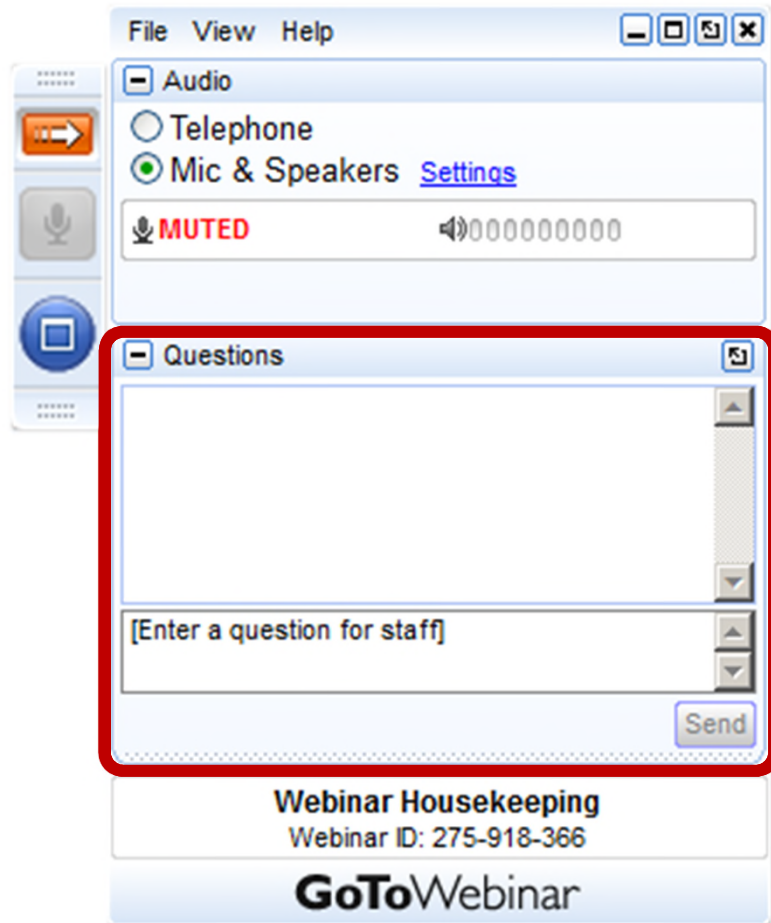 File View Help
Audio
Telephone
Mic & Speakers Settings
MUTED 000000000
Questions
[Enter a question for staff]
Send
Webinar Housekeeping
Webinar ID: 275-918-366
GoToWebinar